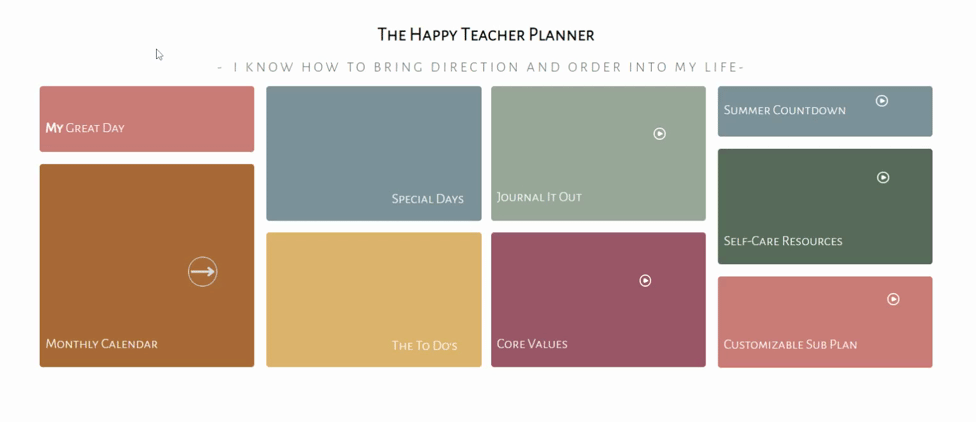 The Happy Teacher Planner
- I KNOW HOW TO BRING DIRECTION AND ORDER INTO MY LIFE-
My Great Day
Monthly Calendar
Special Days
The To Do's
Journal It Out
Core Values
Summer Countdown
Self-Care Resources
Customizable Sub Plan